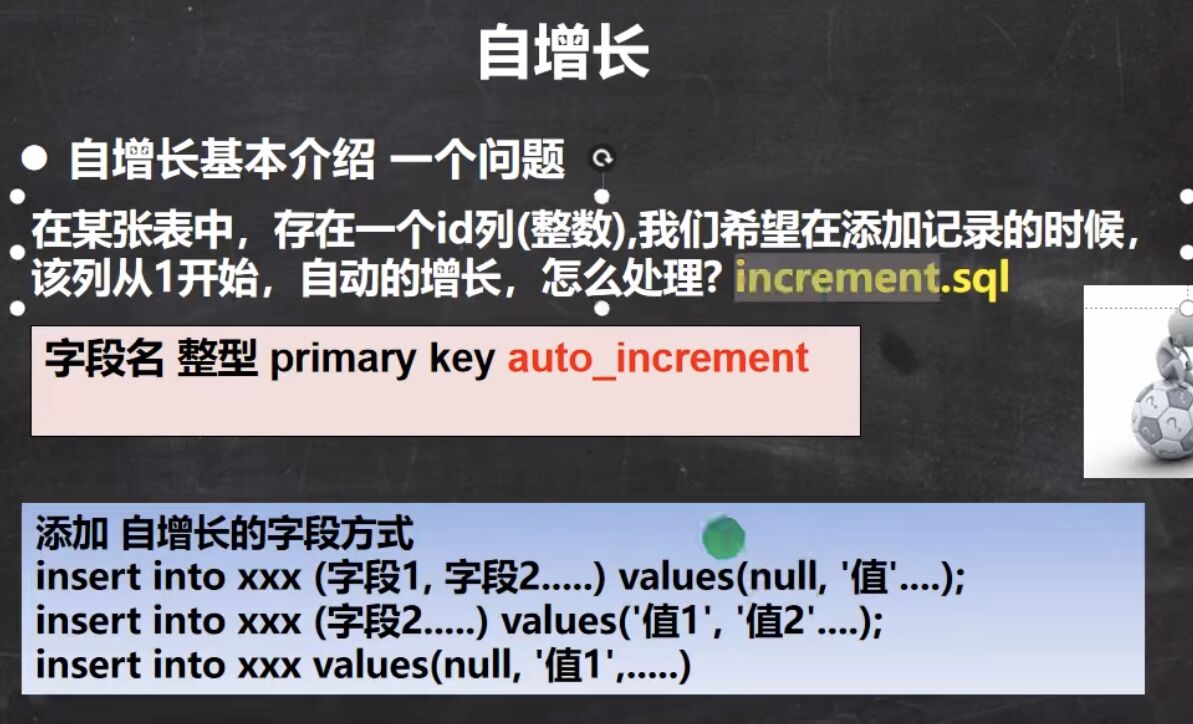 自增长
● 自增长基本介绍 一个问题
在某张表中，存在一个id列(整数),我们希望在添加记录的时候，
该列从1开始，自动的增长，怎么处理? increment.sql
字段名 整型 primary key auto_increment
添加 自增长的字段方式
insert into xxx (字段1, 字段2.....) values(null, '值'....);
insert into xxx (字段2.....) values('值1', '值2'....);
insert into xxx values(null, '值1',.....)